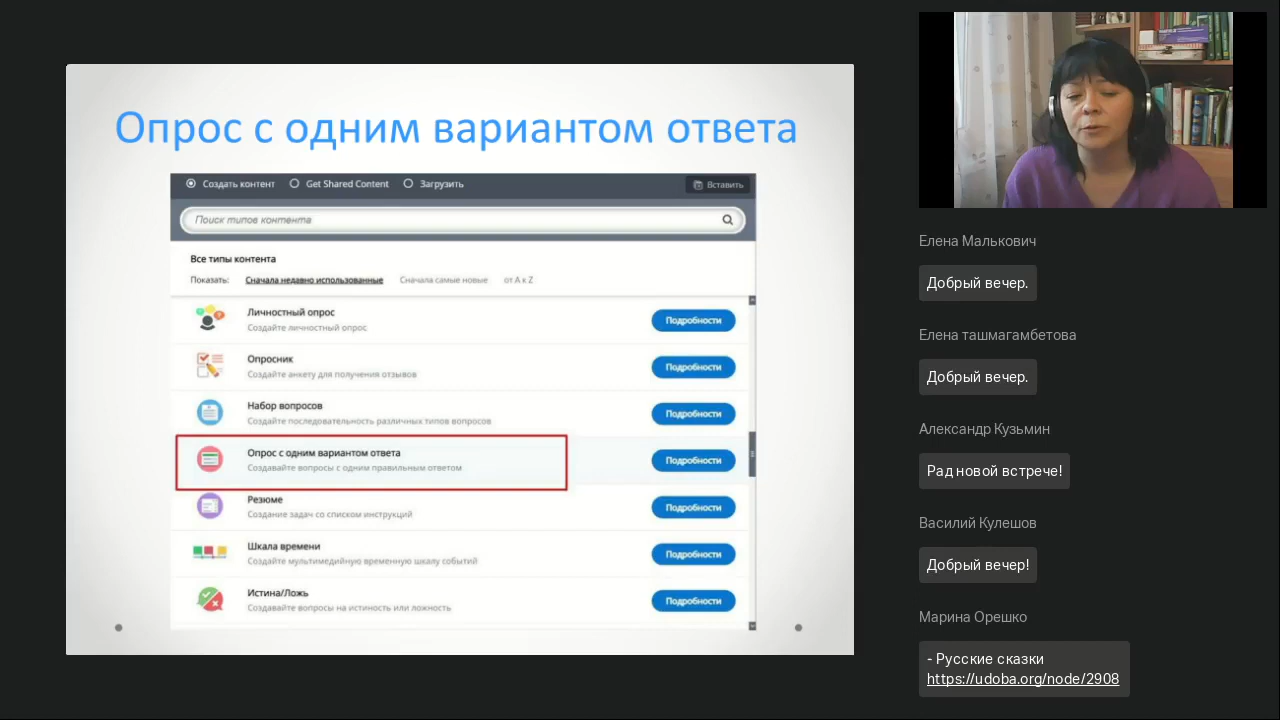 Опрос с одним вариантом ответа
Создать контент
Get Shared Content
Загрузить
Вставить
Поиск типов контента
Все типы контента
Показать: Сначала недавно использованные Сначала самые новые от A к Z
Личностный опрос
Создайте личностный опрос
Подробности
Опросник
Создайте анкету для получения отзывов
Подробности
Набор вопросов
Создайте последовательность различных типов вопросов
Подробности
Опрос с одним вариантом ответа
Создавайте вопросы с одним правильным ответом
Подробности
Резюме
Создание задач со списком инструкций
Подробности
Шкала времени
Создайте мультимедийную временную шкалу событий
Подробности
Истина/Ложь
Создавайте вопросы на истиность или ложность
Подробности
Елена Малькович
Добрый вечер.
Елена ташмагамбетова
Добрый вечер.
Александр Кузьмин
Рад новой встрече!
Василий Кулешов
Добрый вечер!
Марина Орешко
- Русские сказки
https://udoba.org/node/2908